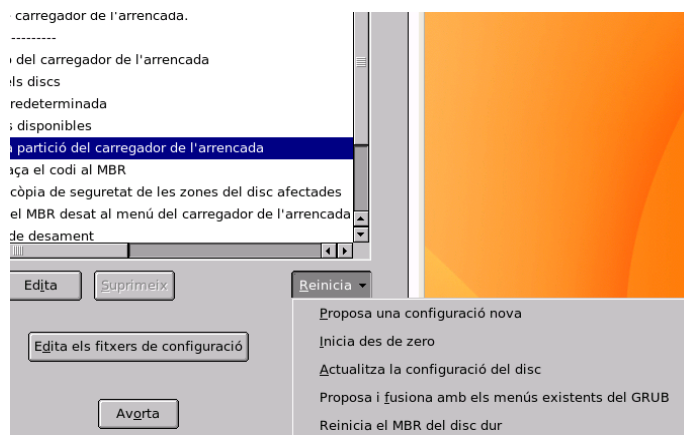 carregador de l'arrencada.
----------
del carregador de l'arrencada
els discs
redeterminada
s disponibles
partició del carregador de l'arrencada
aça el codi al MBR
còpia de seguretat de les zones del disc afectades
el MBR desat al menú del carregador de l'arrencada
de desament
Edita Suprimeix Reinicia
Proposa una configuració nova
Edita els fitxers de configuració
Inicia des de zero
Actualitza la configuració del disc
Proposa i fusiona amb els menús existents del GRUB
Avorta
Reinicia el MBR del disc dur